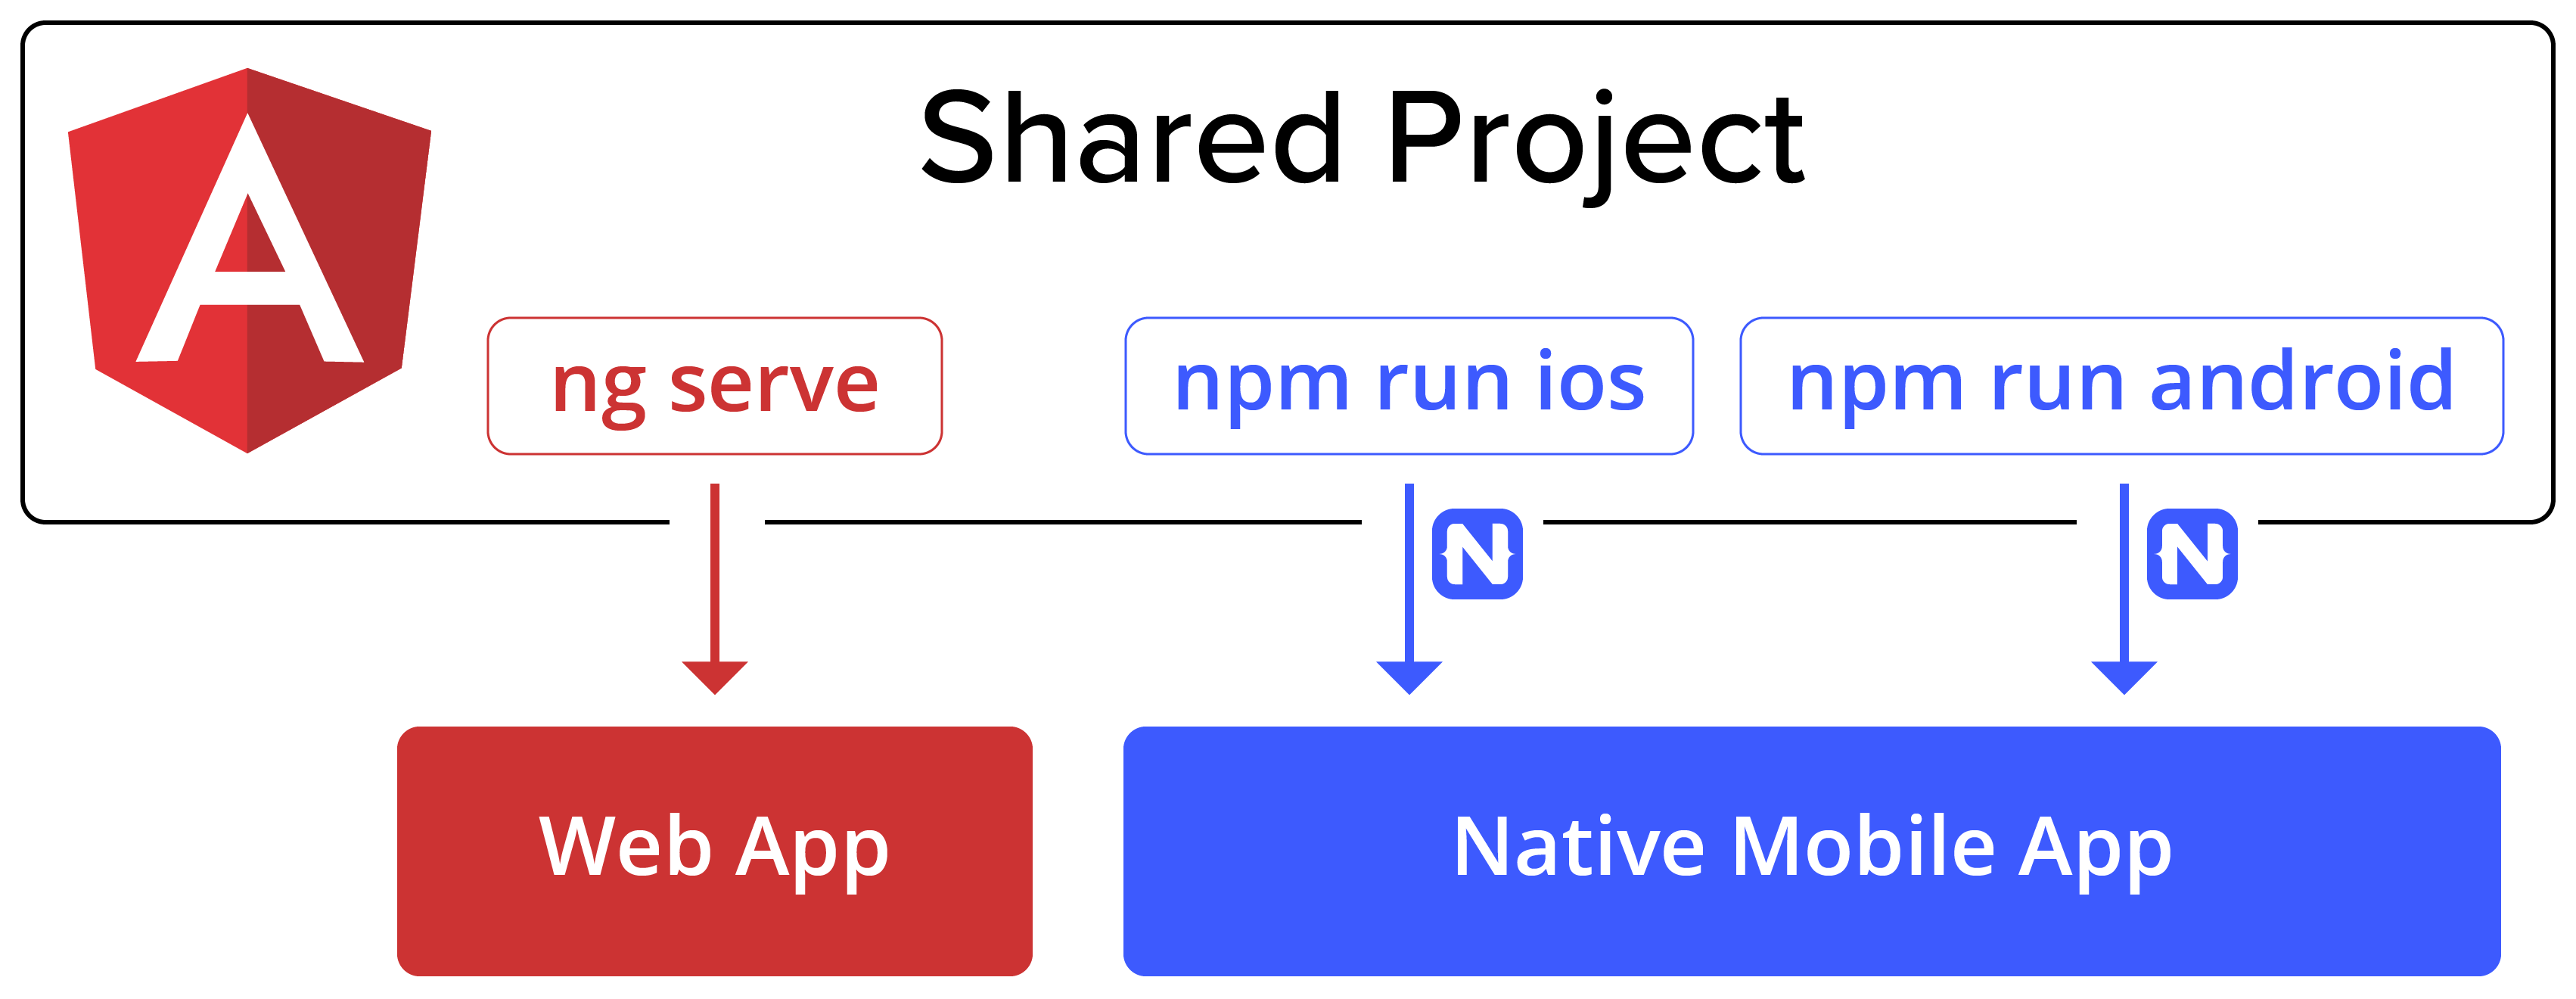 A
Shared Project
ng serve
npm run ios
npm run android
N
N
Web App
Native Mobile App